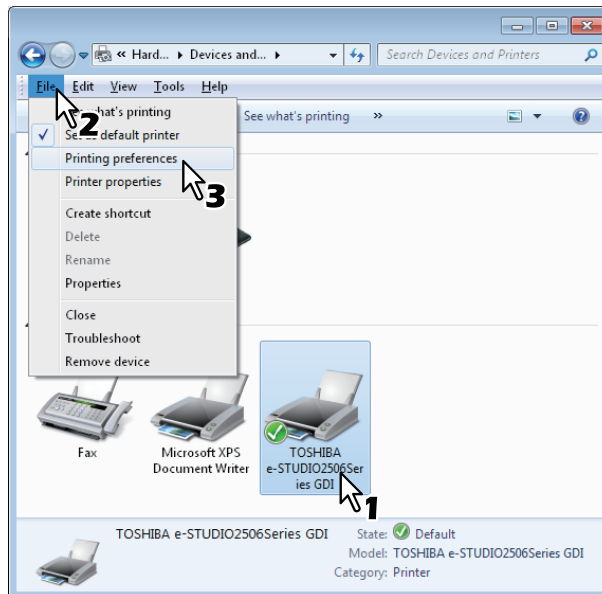 « Hard... Devices and... Search Devices and Printers
File Edit View Tools Help
2
what's printing
See what's printing »
Set as default printer
Printing preferences
3
Printer properties
Create shortcut
Delete
Rename
Properties
Close
Troubleshoot
Remove device
Fax
Microsoft XPS
Document Writer
TOSHIBA
e-STUDIO2506Ser
ies GDI
1
TOSHIBA e-STUDIO2506Series GDI State: Default
Model: TOSHIBA e-STUDIO2506Series GDI
Category: Printer